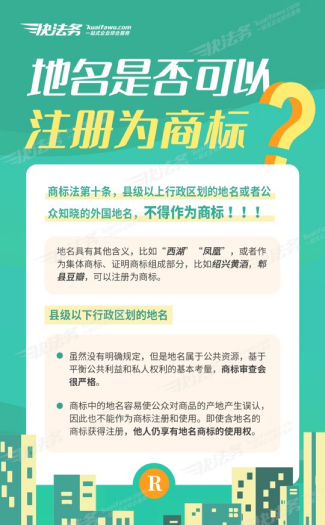 快法务
kuaifawu.com
一站式企业综合服务
地名是否可以
注册为商标
?
商标法第十条，县级以上行政区划的地名或者公
众知晓的外国地名，不得作为商标！！！
地名具有其他含义，比如“西湖”“凤凰”，或者作
为集体商标、证明商标组成部分，比如绍兴黄酒，郫
县豆瓣，可以注册为商标。
县级以下行政区划的地名
虽然没有明确规定，但是地名属于公共资源，基于
平衡公共利益和私人权利的基本考量，商标审查会
很严格。
商标中的地名容易使公众对商品的产地产生误认，
因此也不能作为商标注册和使用。即使含地名的
商标获得注册，他人仍享有地名商标的使用权。
R